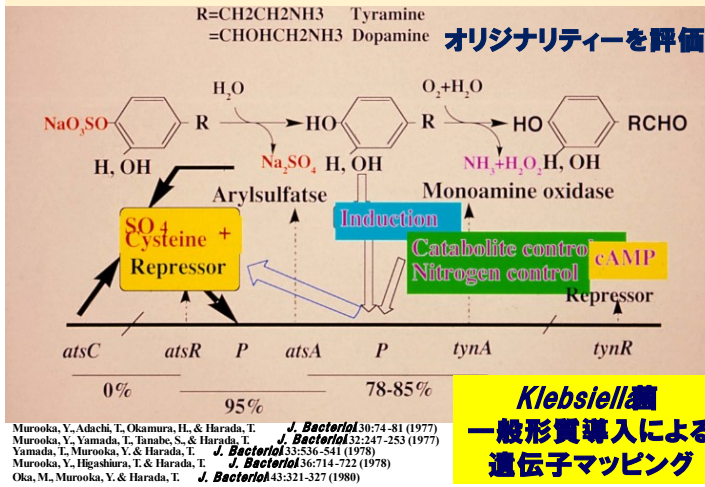 R=CH2CH2NH3 Tyramine
=CHOHCH2NH3 Dopamine
オリジナリティーを評価
H2O
O2+H2O
NaO3SO
R
HO
R
HO
RCHO
H, OH
Na2SO4
H, OH
NH3+H2O2
H, OH
Arylsulfatse
Monoamine oxidase
SO4
Cysteine +
Repressor
Induction
Catabolite control
Nitrogen control
cAMP
Repressor
atsC
atsR
P
atsA
P
tynA
tynR
0%
95%
78-85%
Klebsiella菌
一般形質導入による
遺伝子マッピング
Murooka, Y., Adachi, T., Okamura, H., & Harada, T. J. Bacteriol.130:74-81 (1977)
Murooka, Y., Yamada, T., Tanabe, S., & Harada, T. J. Bacteriol.132:247-253 (1977)
Yamada, T., Murooka, Y. & Harada, T. J. Bacteriol.133:536-541 (1978)
Murooka, Y., Higashiura, T. & Harada, T. J. Bacteriol.136:714-722 (1978)
Oka, M., Murooka, Y. & Harada, T. J. Bacteriol.143:321-327 (1980)